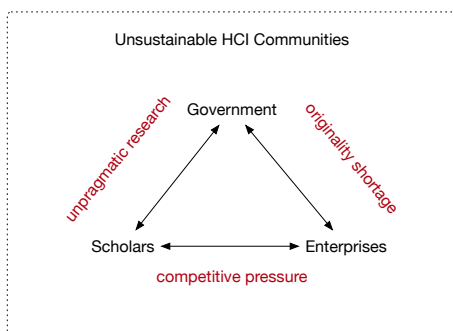 Unsustainable HCI Communities
Government
unpragmatic research
originality shortage
Scholars
Enterprises
competitive pressure